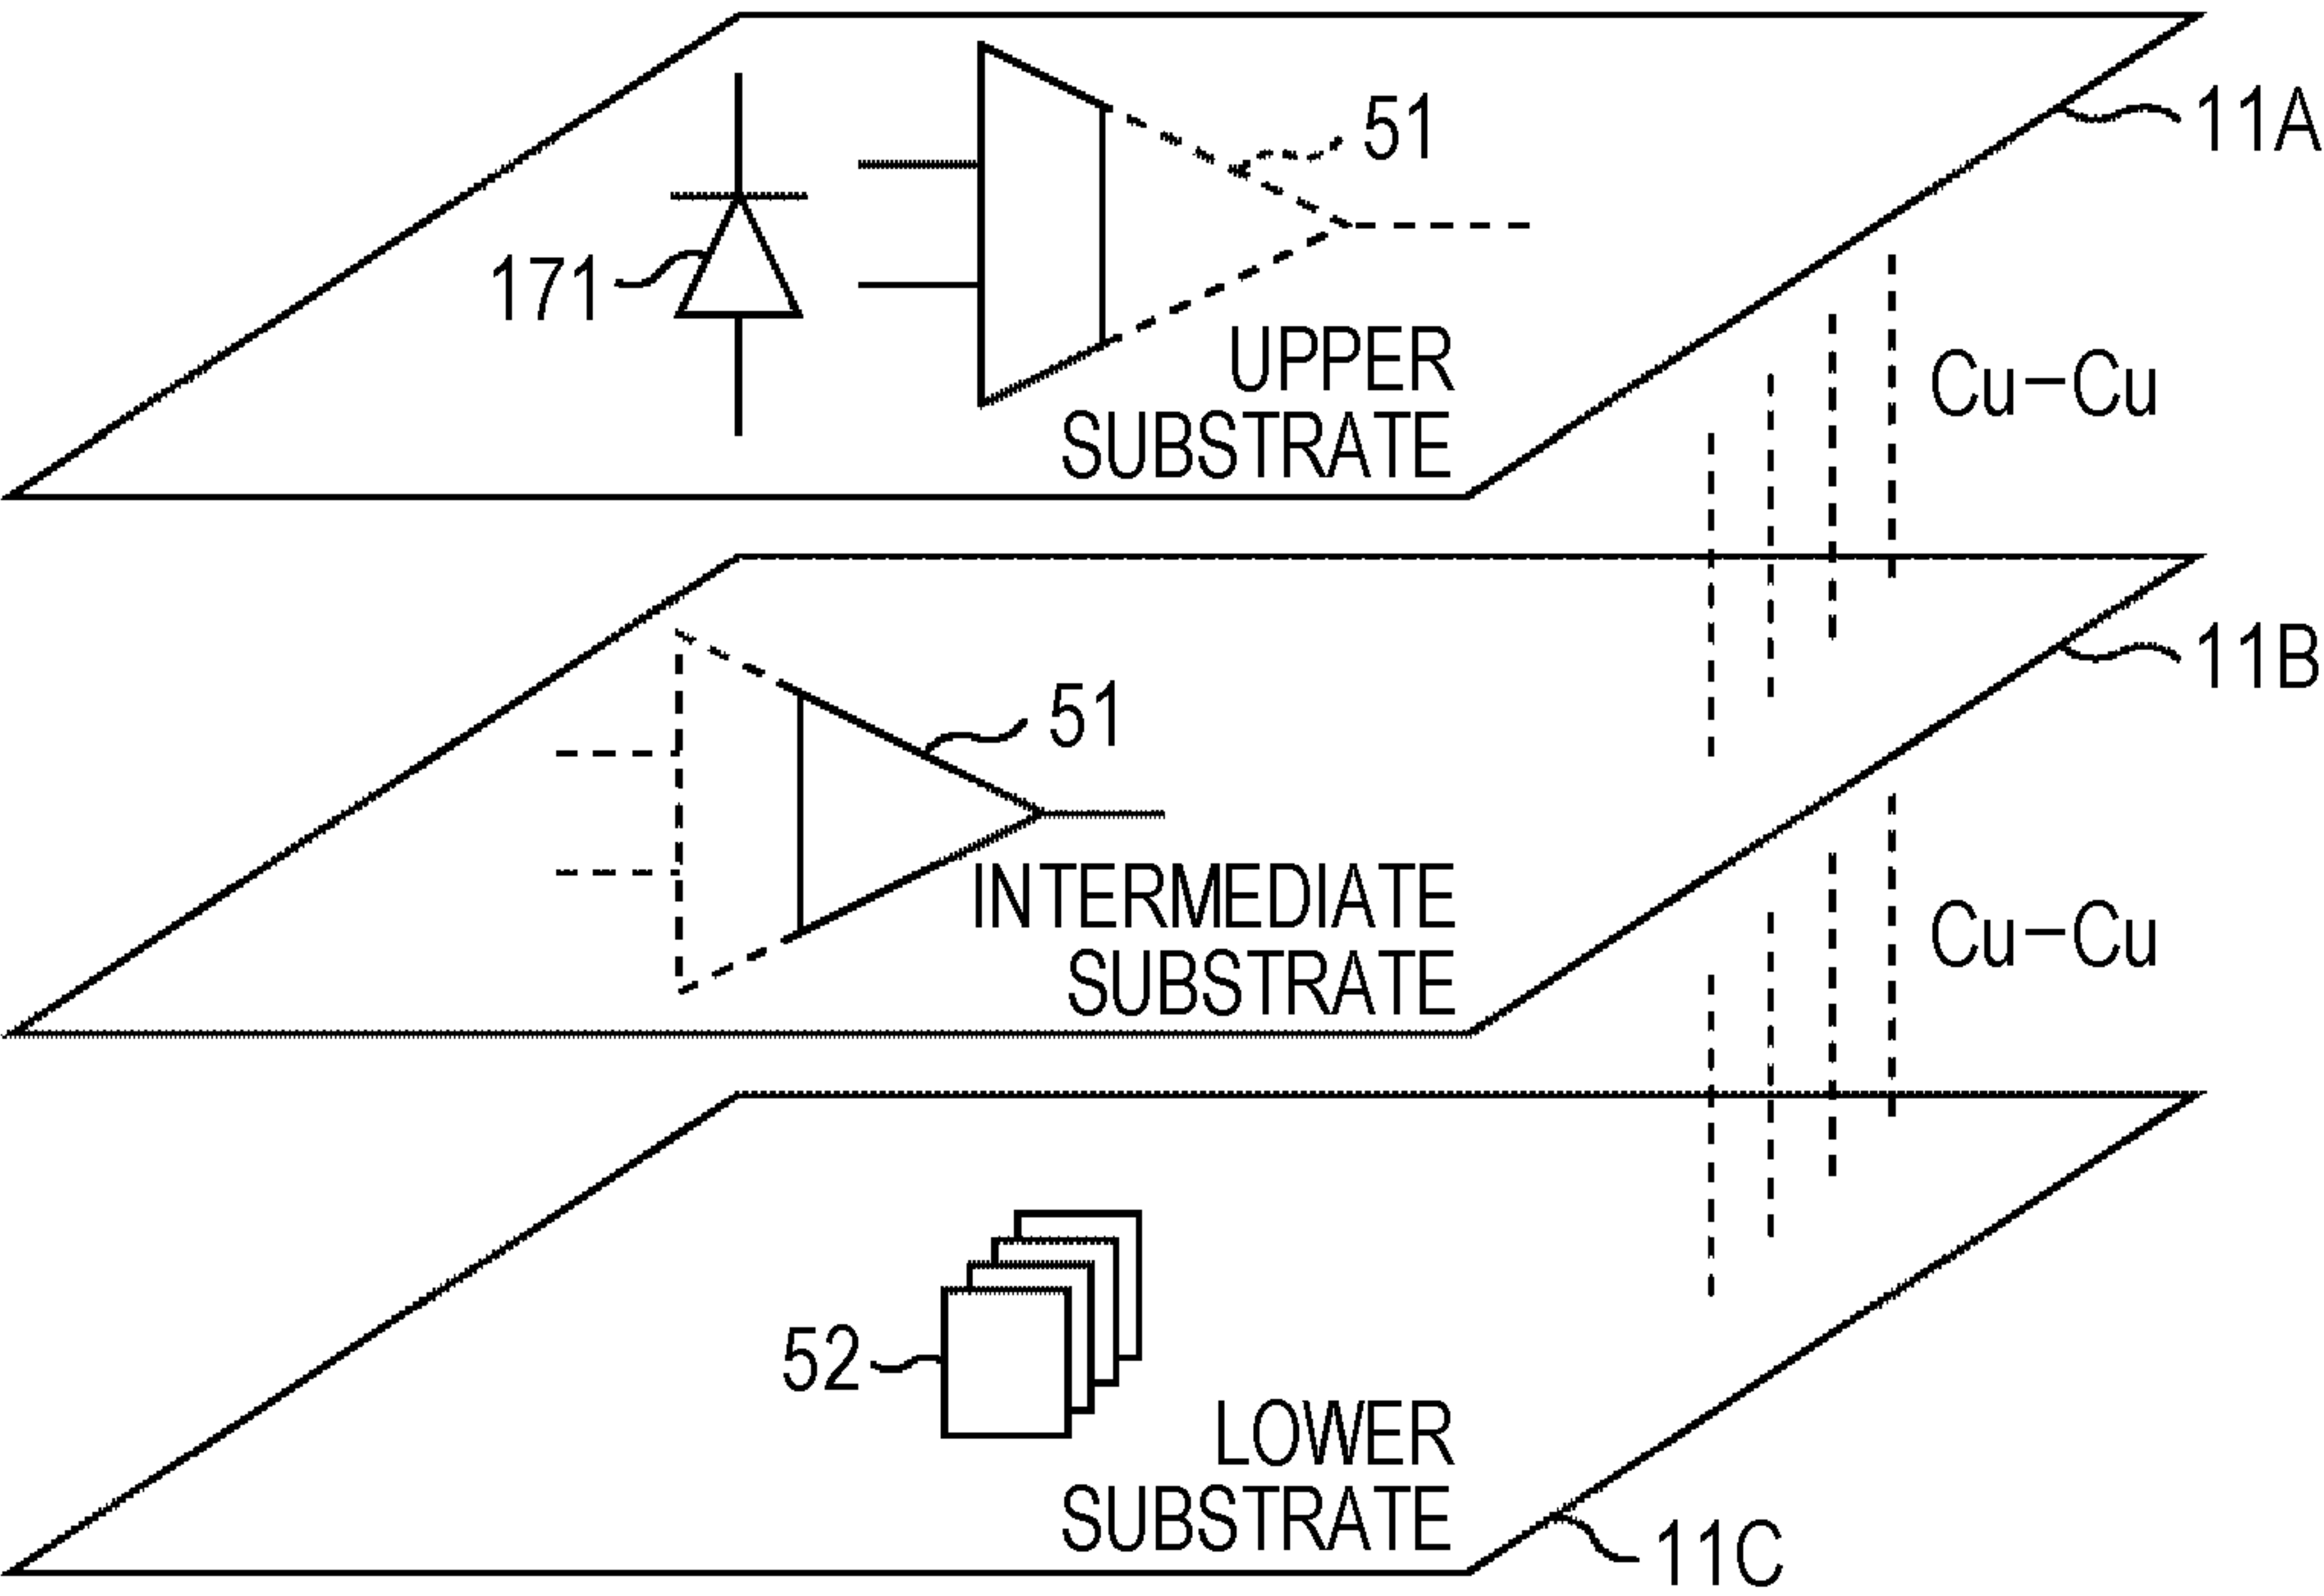 51
11A
171
UPPER
SUBSTRATE
Cu-Cu
11B
51
INTERMEDIATE
SUBSTRATE
Cu-Cu
52
LOWER
SUBSTRATE
11C